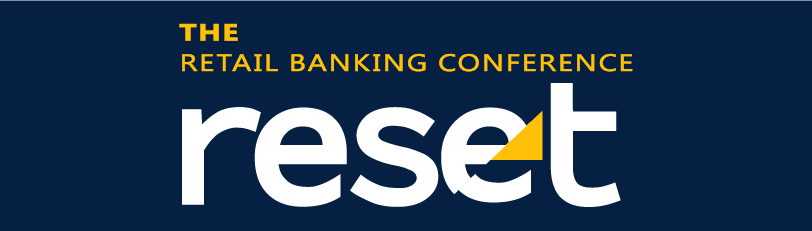 THE
RETAIL BANKING CONFERENCE
reset